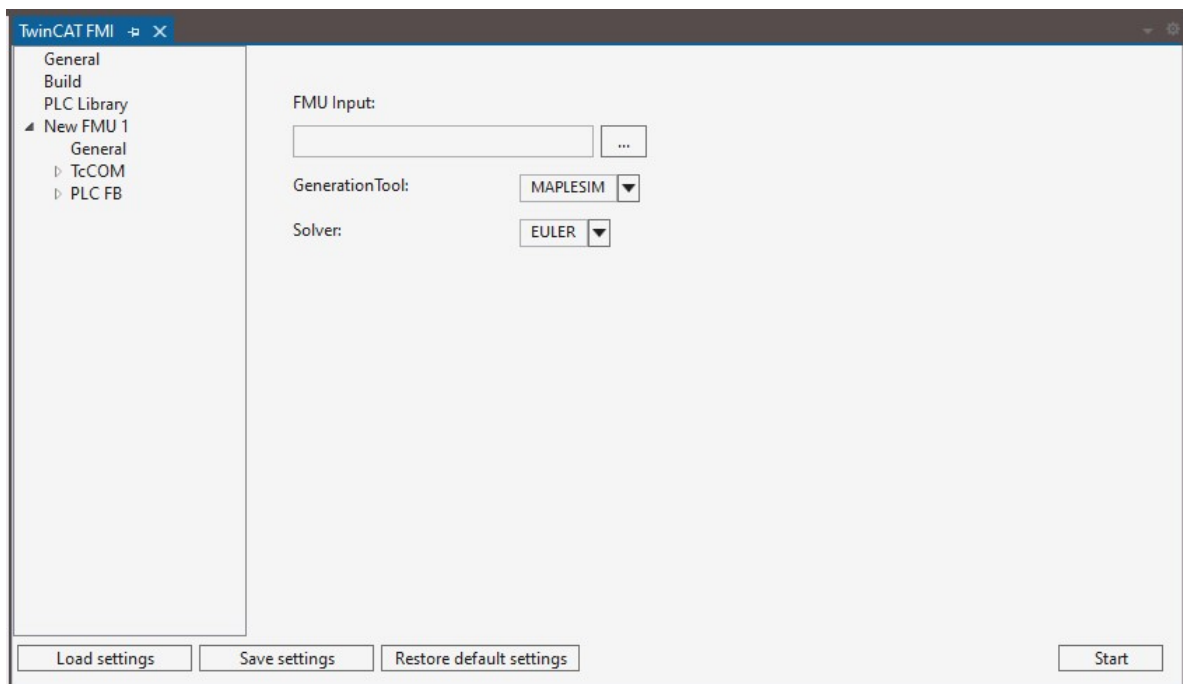 TwinCAT FMI
General
Build
PLC Library
New FMU 1
General
TcCOM
PLC FB
FMU Input:
...
GenerationTool:
MAPLESIM
Solver:
EULER
Load settings
Save settings
Restore default settings
Start